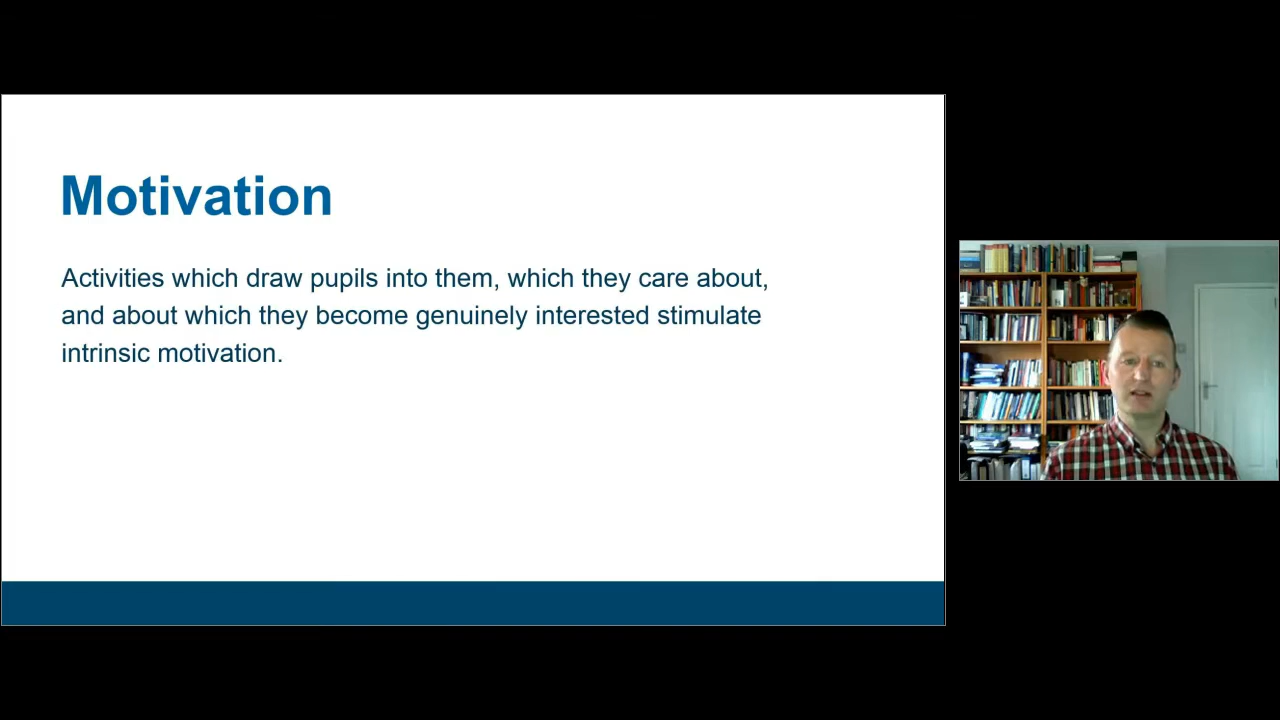 Motivation
Activities which draw pupils into them, which they care about,
and about which they become genuinely interested stimulate
intrinsic motivation.